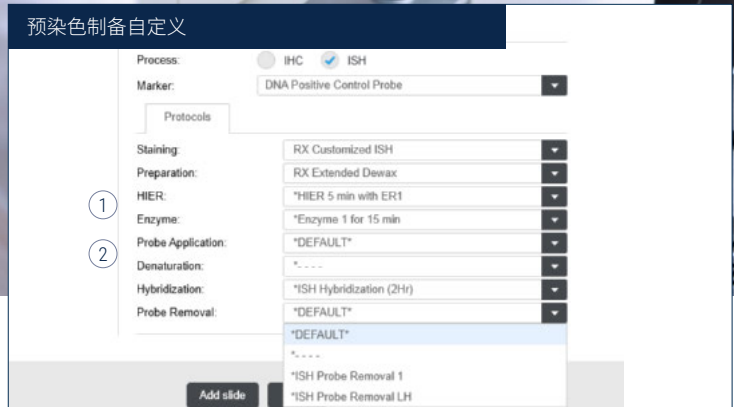 预染色制备自定义
Process: IHC ISH
Marker: DNA Positive Control Probe
Protocols
Staining: RX Customized ISH
Preparation: RX Extended Dewax
1 HIER: *HIER 5 min with ER1
Enzyme: *Enzyme 1 for 15 min
2 Probe Application: *DEFAULT*
Denaturation: *- - - -
Hybridization: *ISH Hybridization (2Hr)
Probe Removal: *DEFAULT*
*DEFAULT*
*- - - -
*ISH Probe Removal 1
Add slide *ISH Probe Removal LH